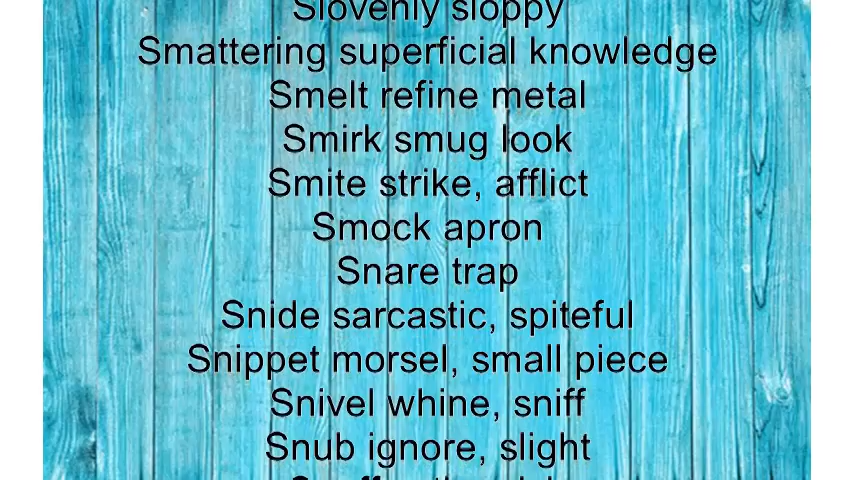 Slovenly sloppy
Smattering superficial knowledge
Smelt refine metal
Smirk smug look
Smite strike, afflict
Smock apron
Snare trap
Snide sarcastic, spiteful
Snippet morsel, small piece
Snivel whine, sniff
Snub ignore, slight